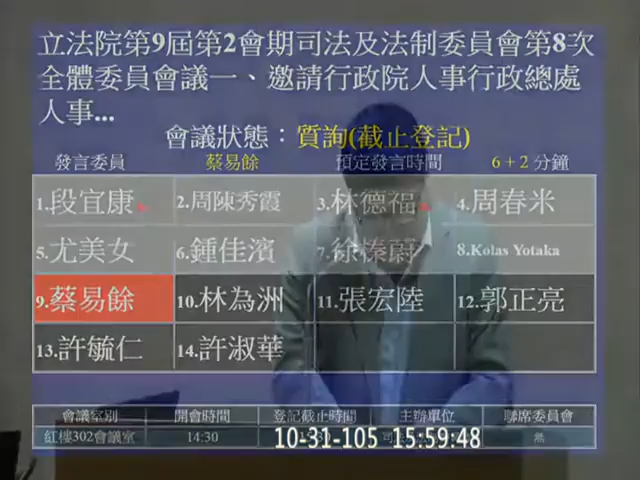 立法院第9屆第2會期司法及法制委員會第8次
全體委員會議一、邀請行政院人事行政總處
人事...
會議狀態：質詢(截止登記)
發言委員 蔡易餘 預定發言時間 6+2 分鐘
1.段宜康 2.周陳秀霞 3.林德福 4.周春米
5.尤美女 6.鍾佳濱 7.徐榛蔚 8.Kolas Yotaka
9.蔡易餘 10.林為洲 11.張宏陸 12.郭正亮
13.許毓仁 14.許淑華
會議室別 開會時間 登記截止時間 主辦單位 聯席委員會
紅樓302會議室 14:30 無
10-31-105 15:59:48